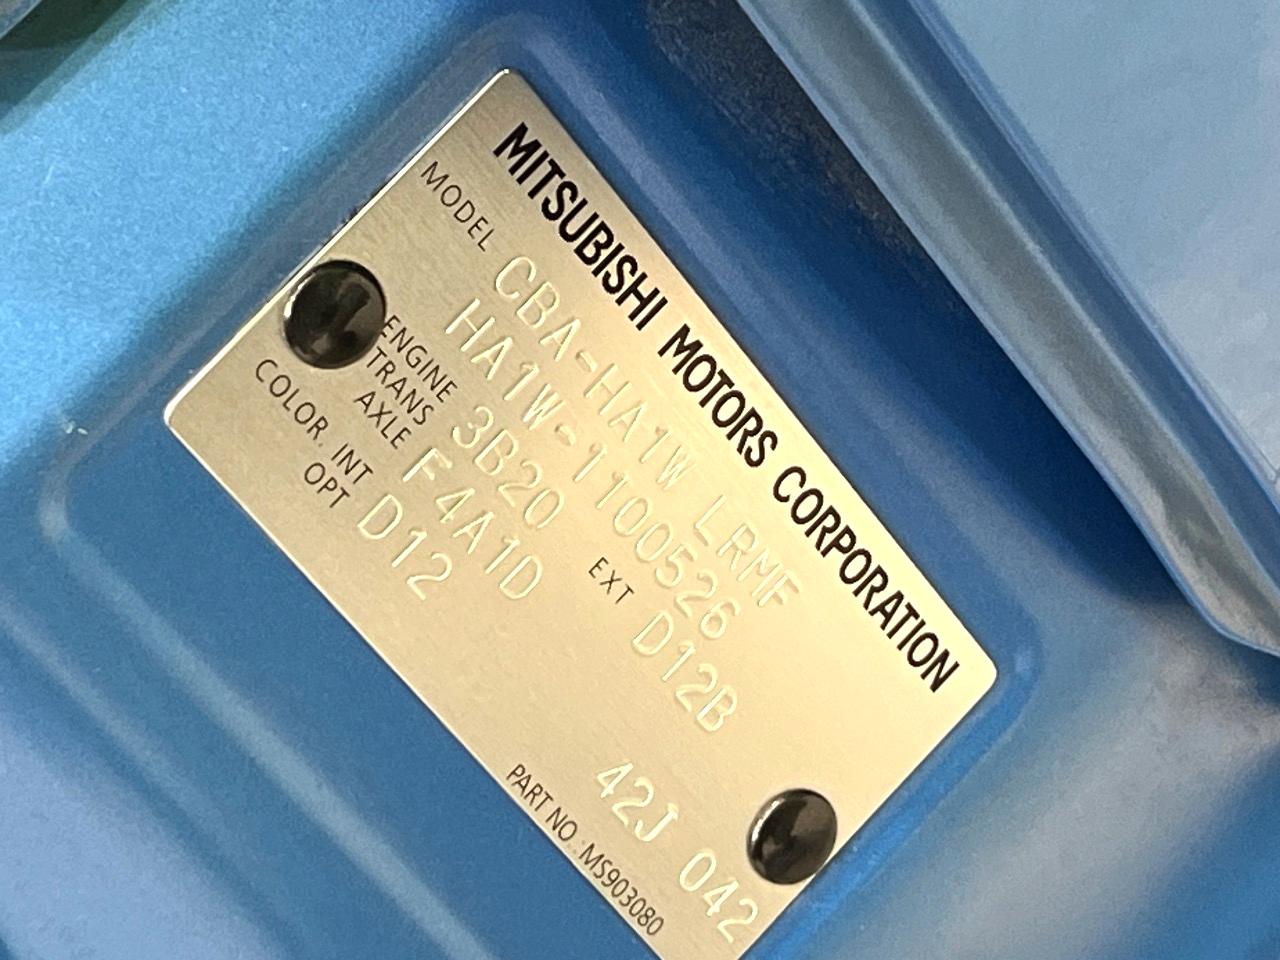 MITSUBISHI MOTORS CORPORATION
MODEL CBA-HA1W LRMF
HA1W-1100526
ENGINE 3B20 EXT D12B
TRANS
AXLE F4A1D
COLOR. INT D12
OPT
42J 042
PART NO. MS903080